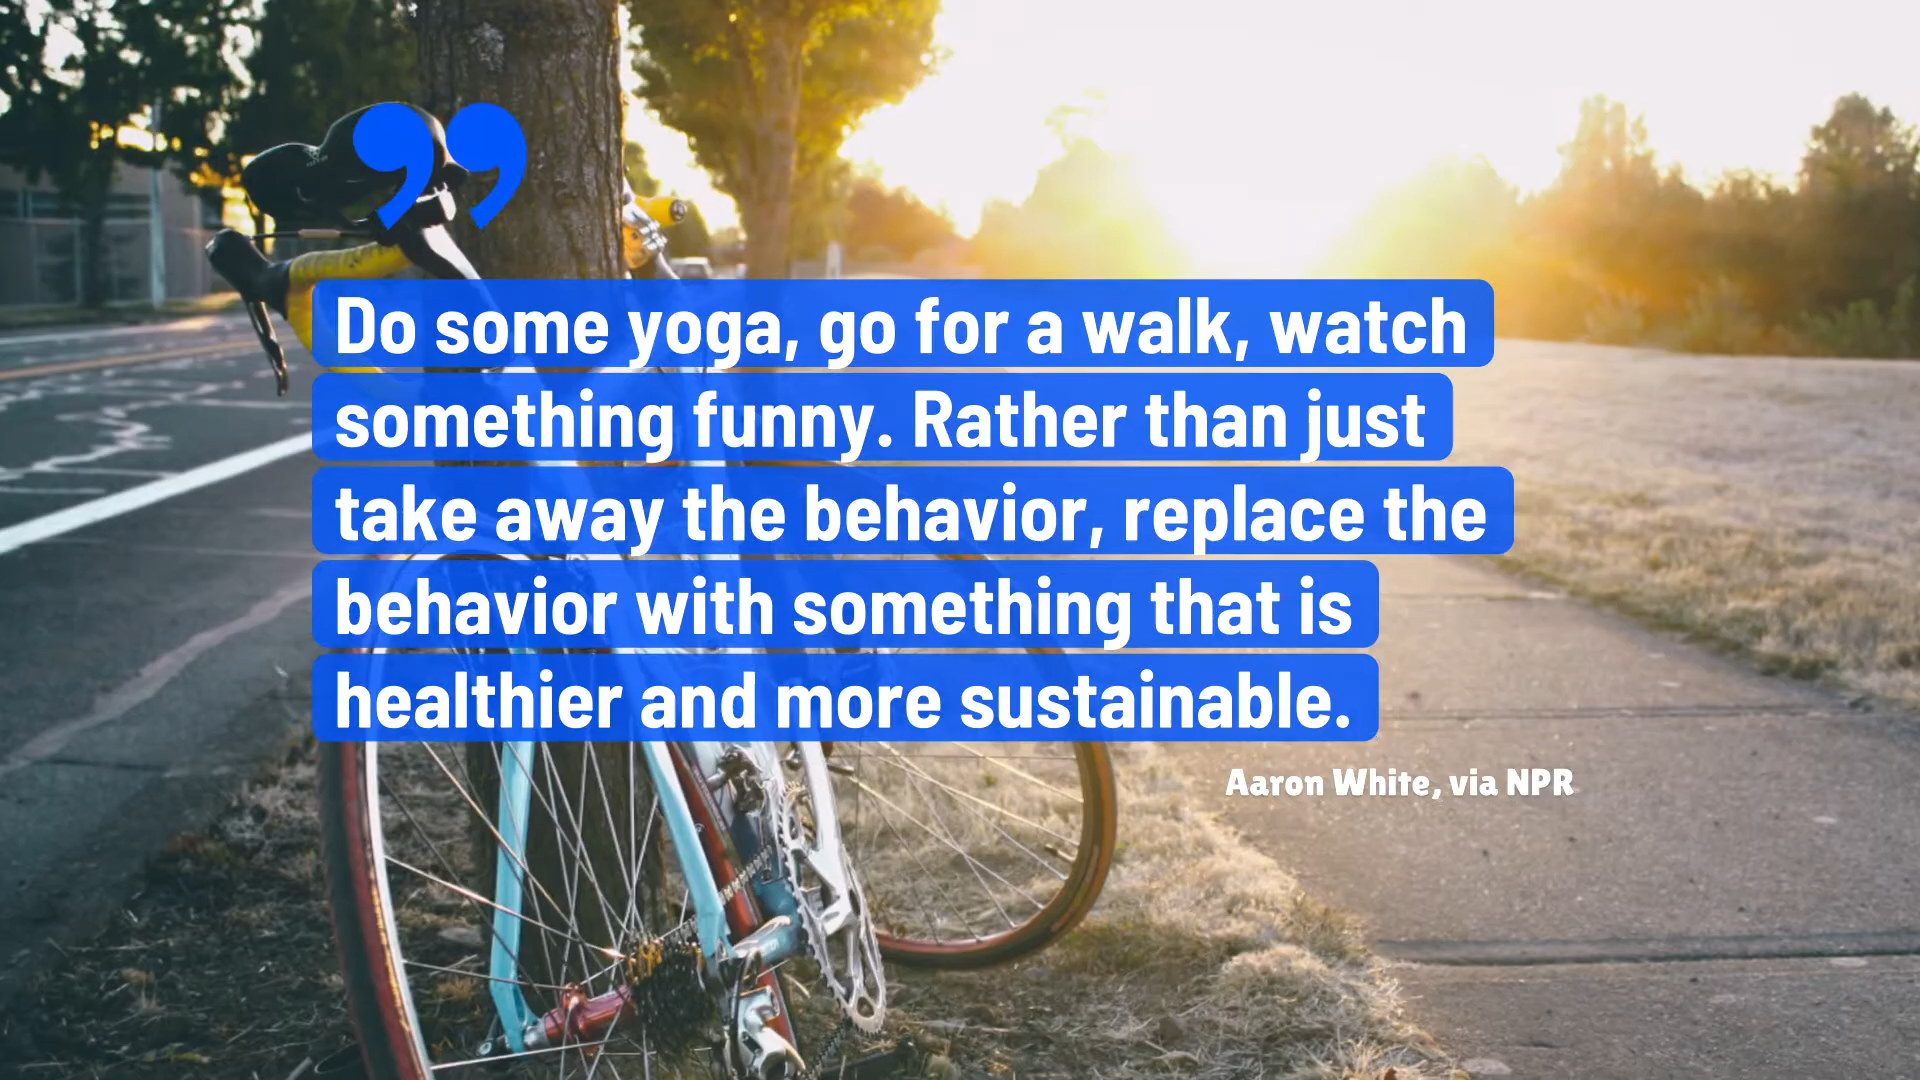 ”
Do some yoga, go for a walk, watch
something funny. Rather than just
take away the behavior, replace the
behavior with something that is
healthier and more sustainable.
Aaron White, via NPR